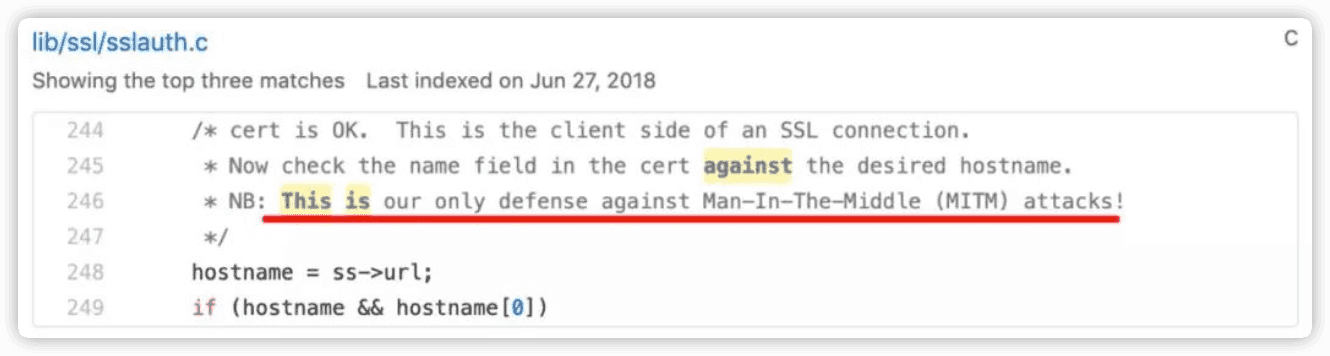 lib/ssl/sslauth.c
C
Showing the top three matches Last indexed on Jun 27, 2018
244 /* cert is OK.  This is the client side of an SSL connection.
245 * Now check the name field in the cert against the desired hostname.
246 * NB: This is our only defense against Man-In-The-Middle (MITM) attacks!
247 */
248 hostname = ss->url;
249 if (hostname && hostname[0])